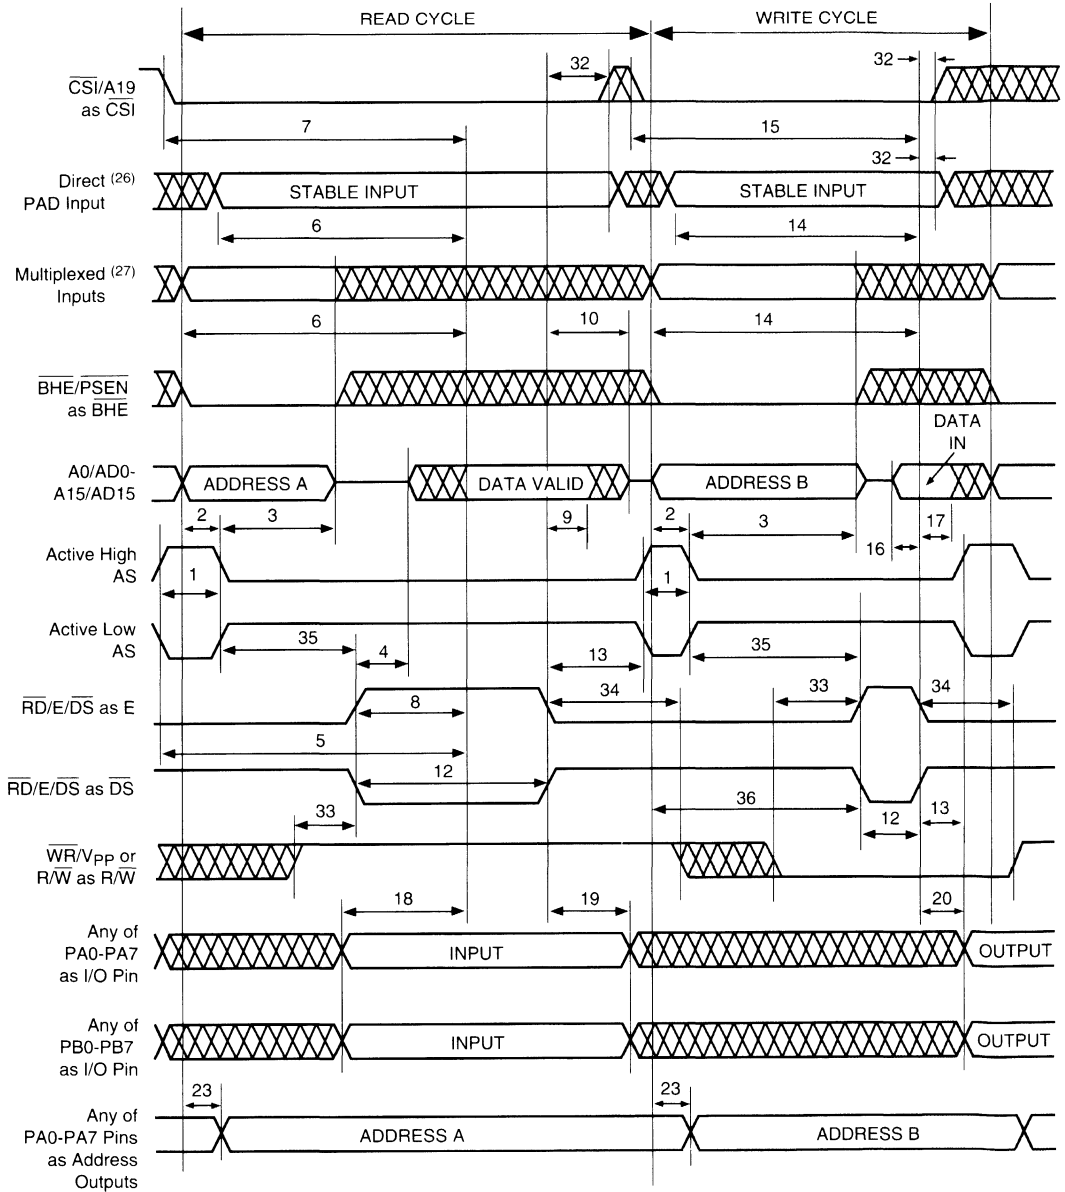 READ CYCLE WRITE CYCLE
32 32
CSI/A19
as CSI
7 15
32
Direct (26)
PAD Input
STABLE INPUT STABLE INPUT
6 14
Multiplexed (27)
Inputs
6 10 14
BHE/PSEN
as BHE
DATA
IN
A0/AD0-
A15/AD15
ADDRESS A DATA VALID ADDRESS B
2 3 9 2 3 16 17
Active High
AS
1 1
Active Low
AS
35 4 13 35
RD/E/DS as E
8 34 33 34
5
RD/E/DS as DS
12 36 12 13
33
WR/VPP or
R/W as R/W
18 19 20
Any of
PA0-PA7
as I/O Pin
INPUT OUTPUT
Any of
PB0-PB7
as I/O Pin
INPUT OUTPUT
23 23
Any of
PA0-PA7 Pins
as Address
Outputs
ADDRESS A ADDRESS B